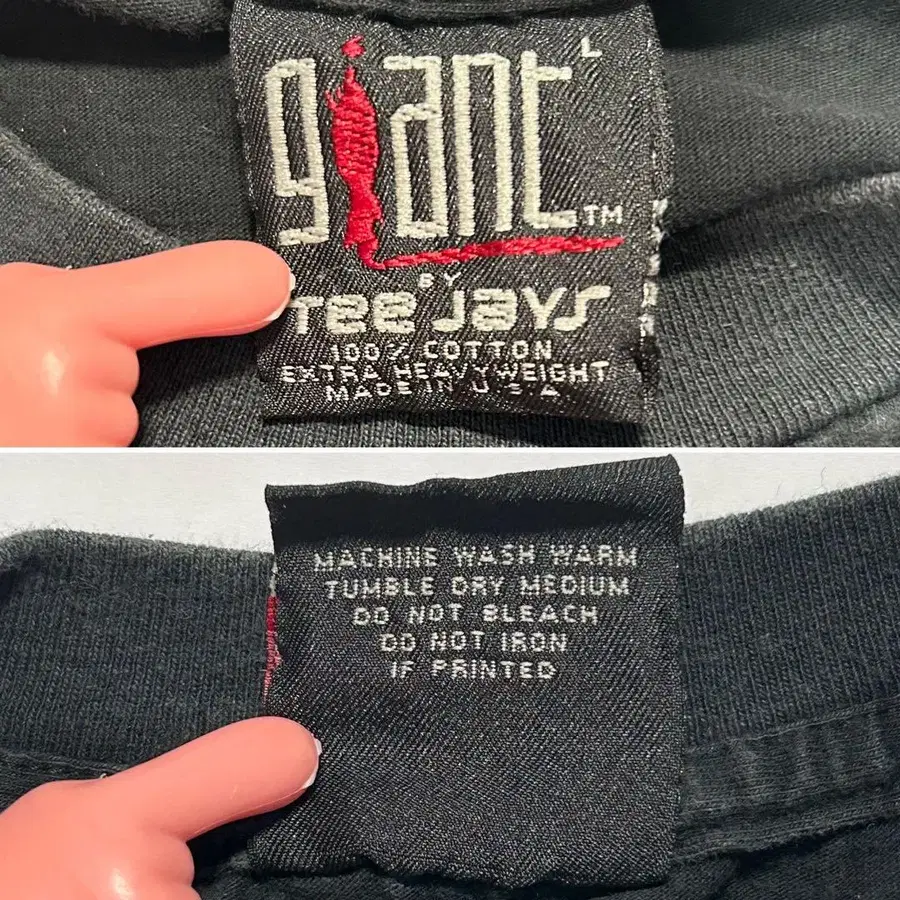 giant L
TM
BY
TEE JAYS
100% COTTON
EXTRA HEAVYWEIGHT
MADE IN U.S.A.
MACHINE WASH WARM
TUMBLE DRY MEDIUM
DO NOT BLEACH
DO NOT IRON
IF PRINTED